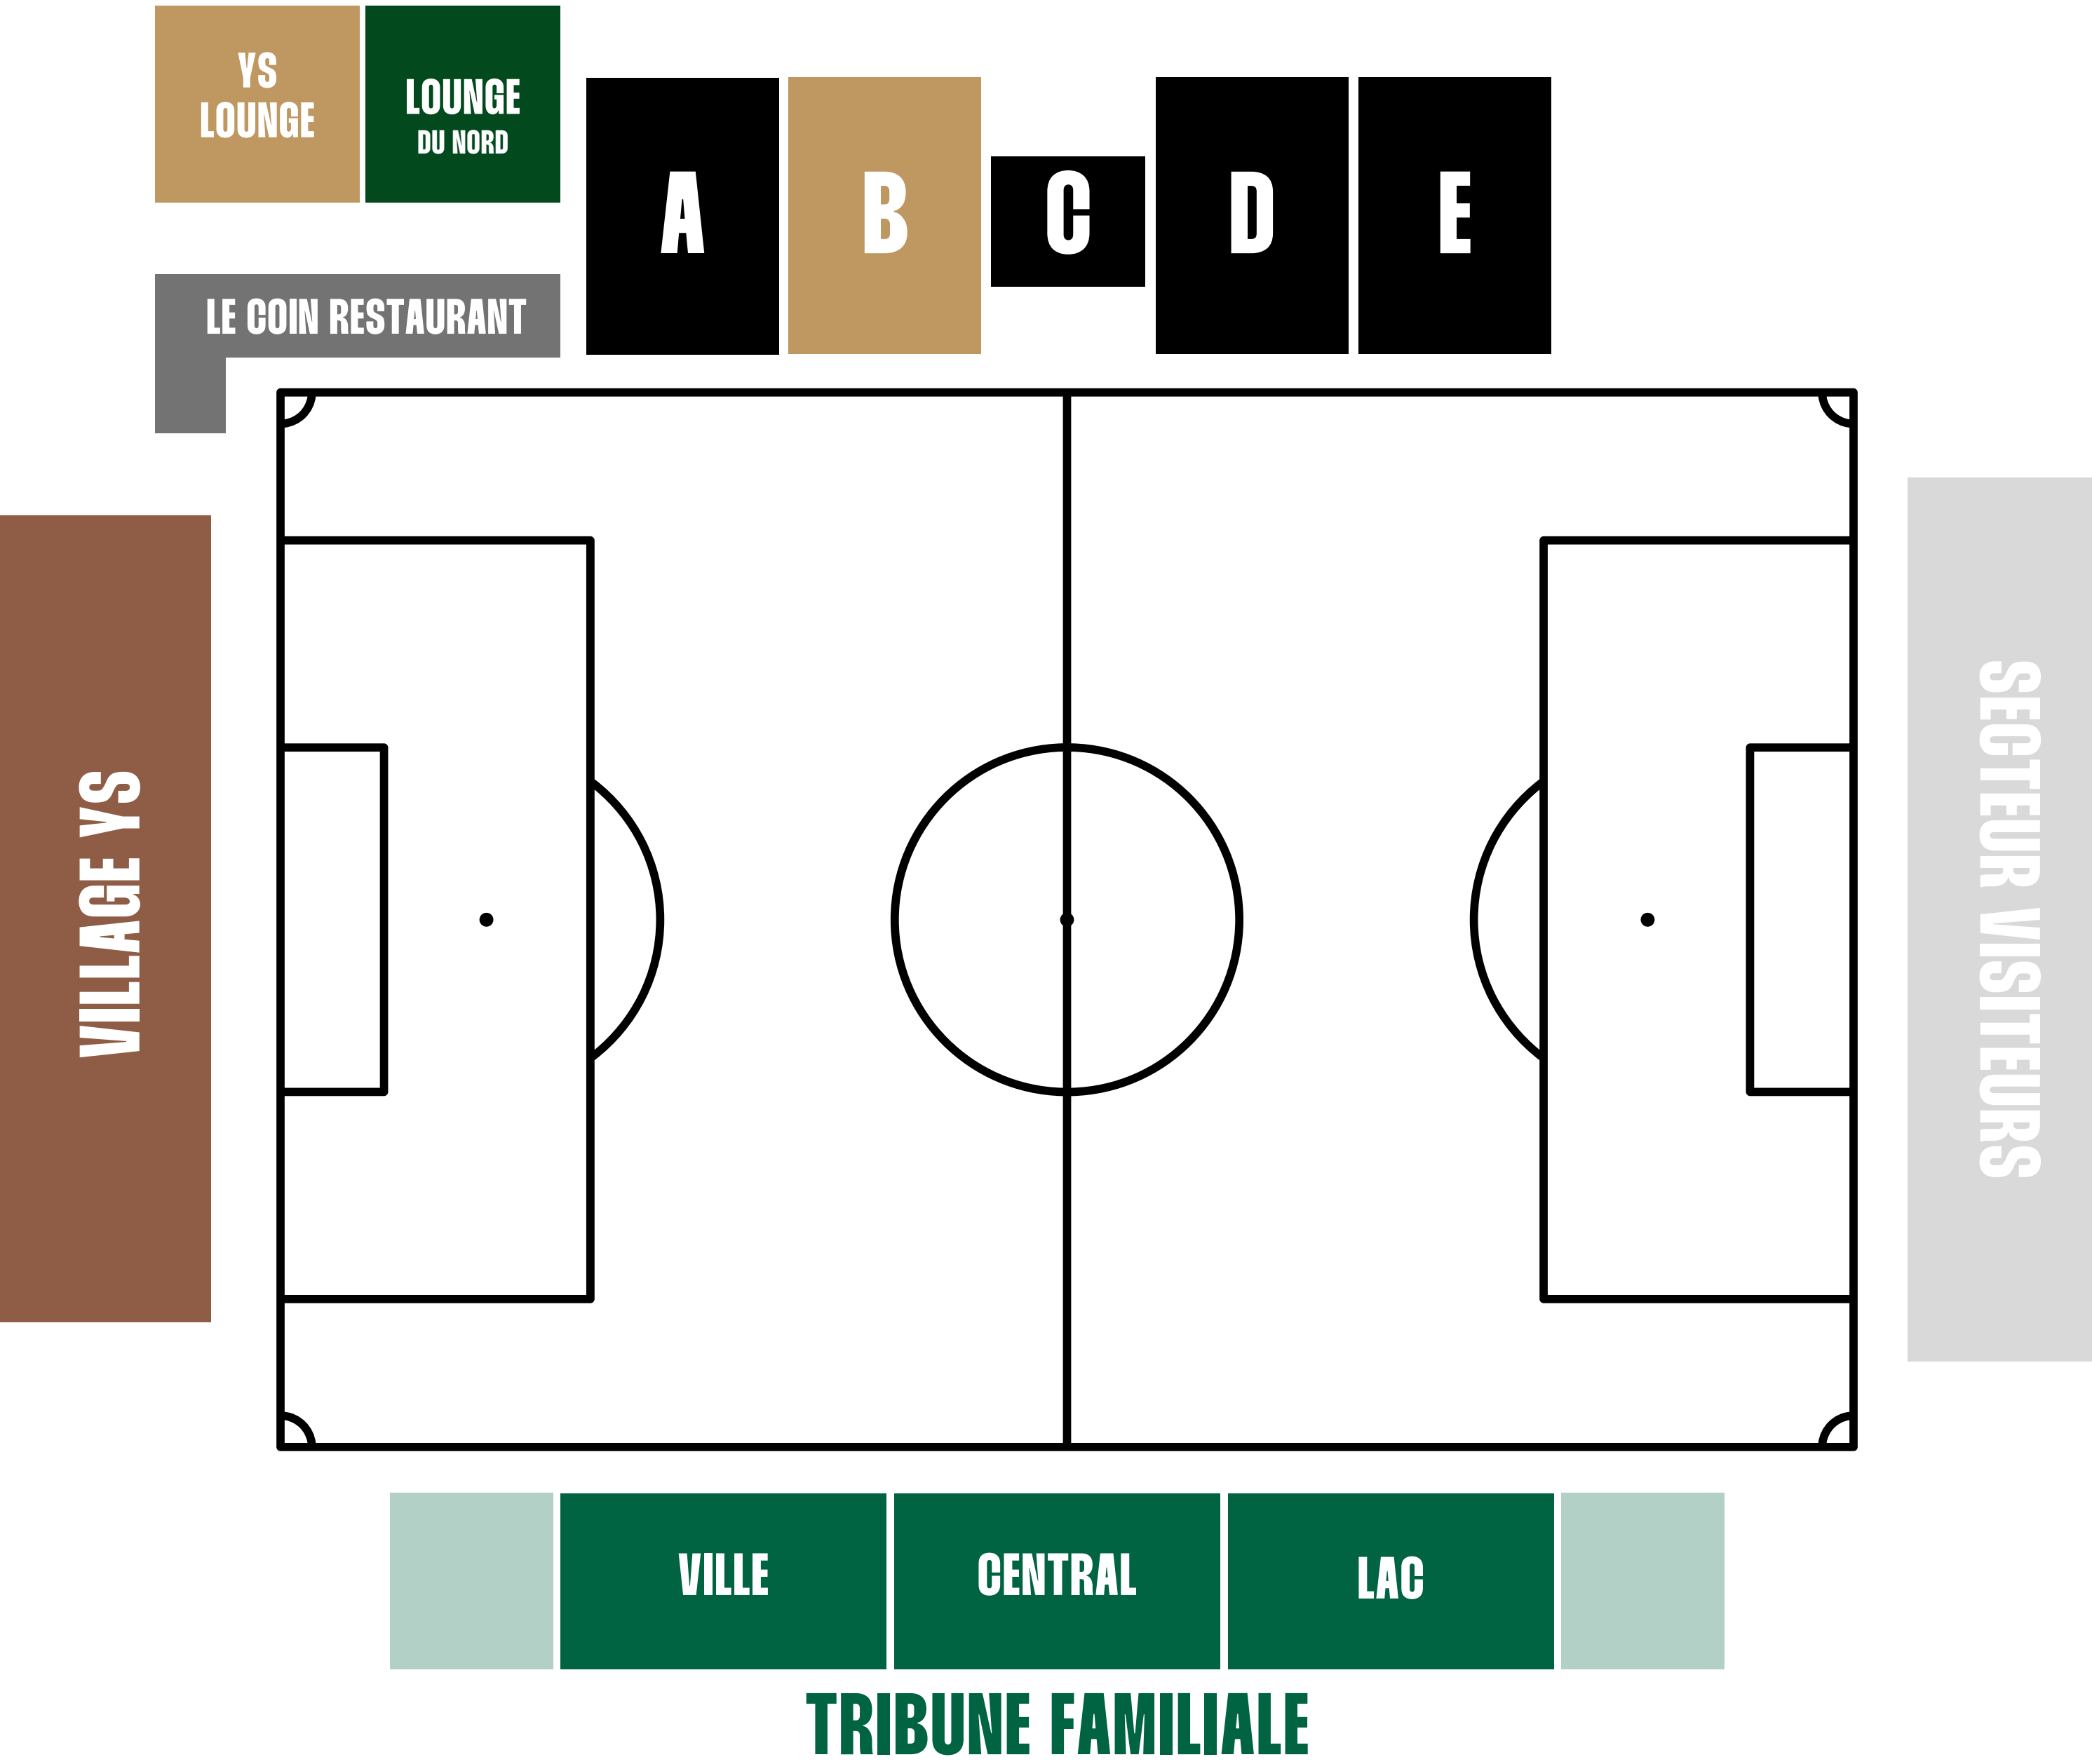 YS
LOUNGE
LOUNGE
DU NORD
A
B
C
D
E
LE COIN RESTAURANT
VILLAGE YS
SECTEUR VISITEURS
VILLE
CENTRAL
LAC
TRIBUNE FAMILIALE